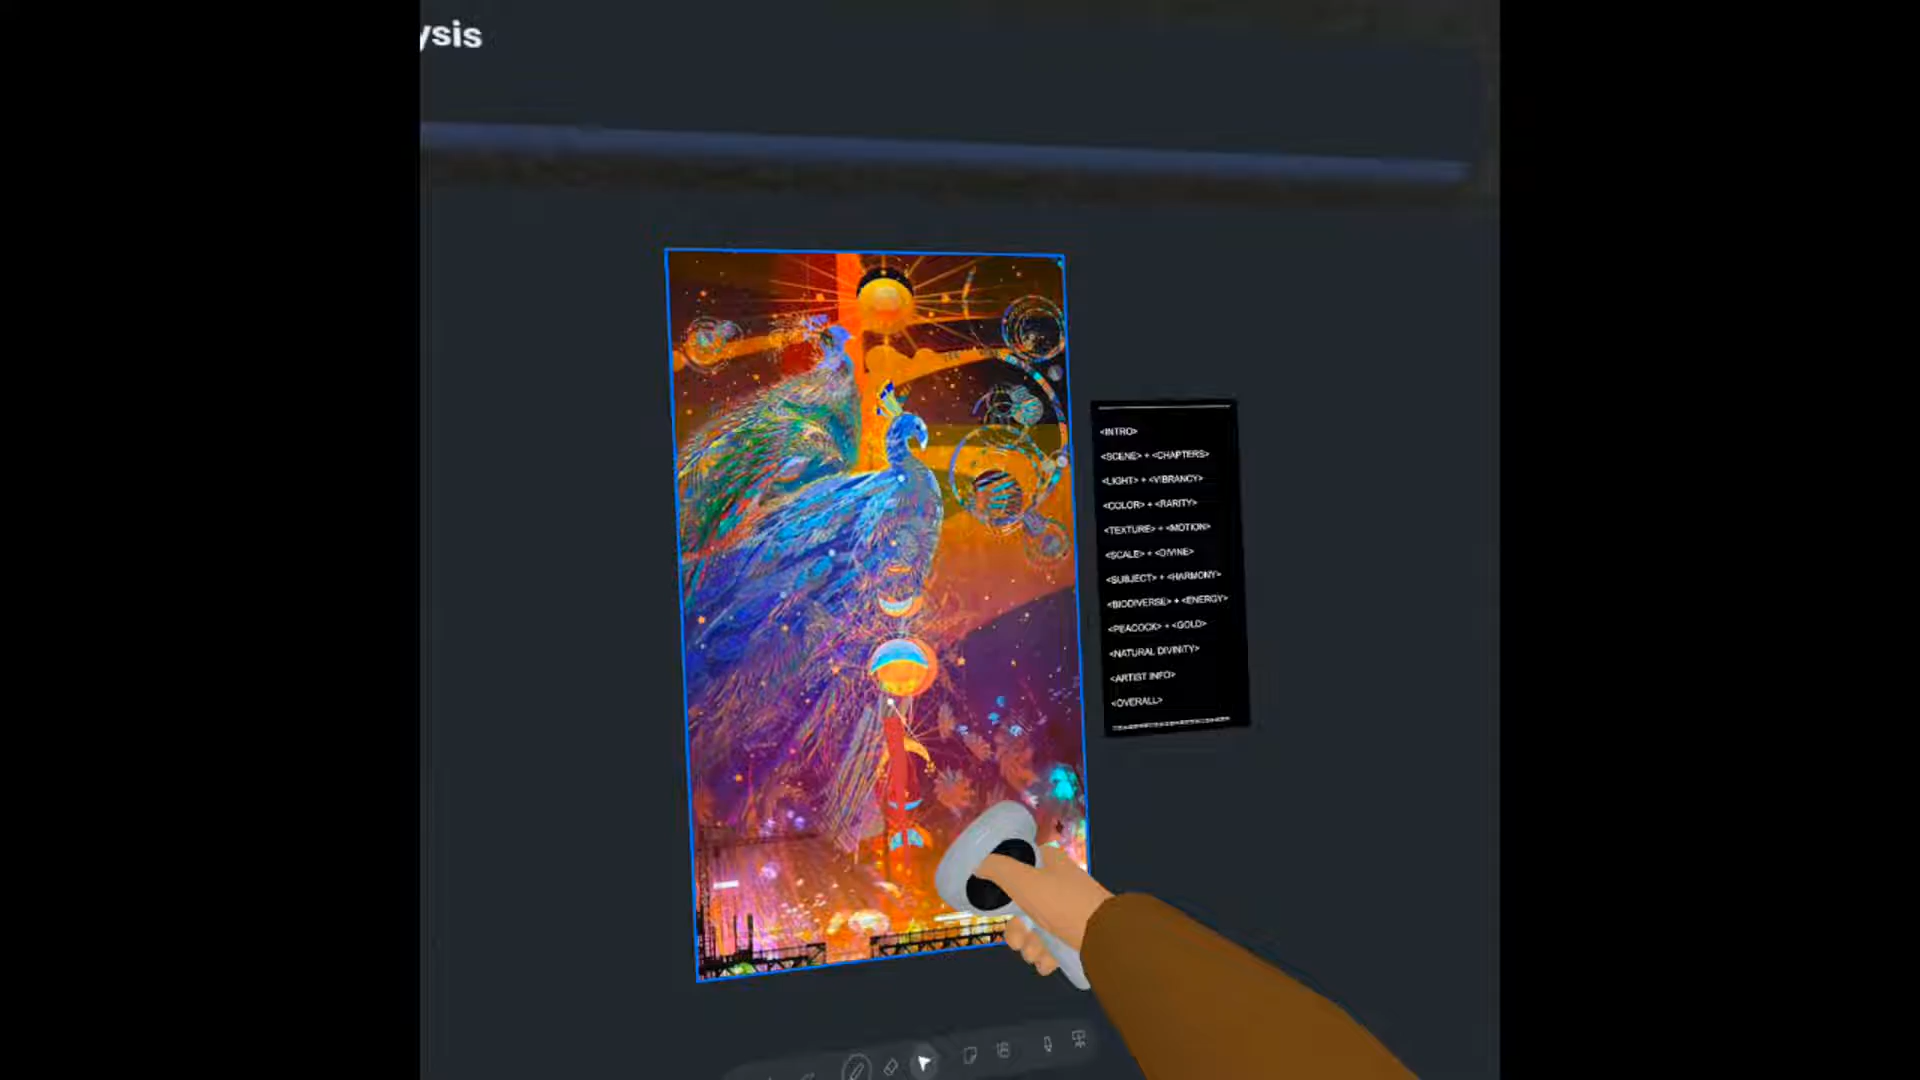 ysis
<INTRO>
<SCENE> + <CHAPTERS>
<LIGHT> + <VIBRANCY>
<COLOR> + <RARITY>
<TEXTURE> + <MOTION>
<SCALE> + <DIVINE>
<SUBJECT> + <HARMONY>
<BIODIVERSE> + <ENERGY>
<PEACOCK> + <GOLD>
<NATURAL DIVINITY>
<ARTIST INFO>
<OVERALL>